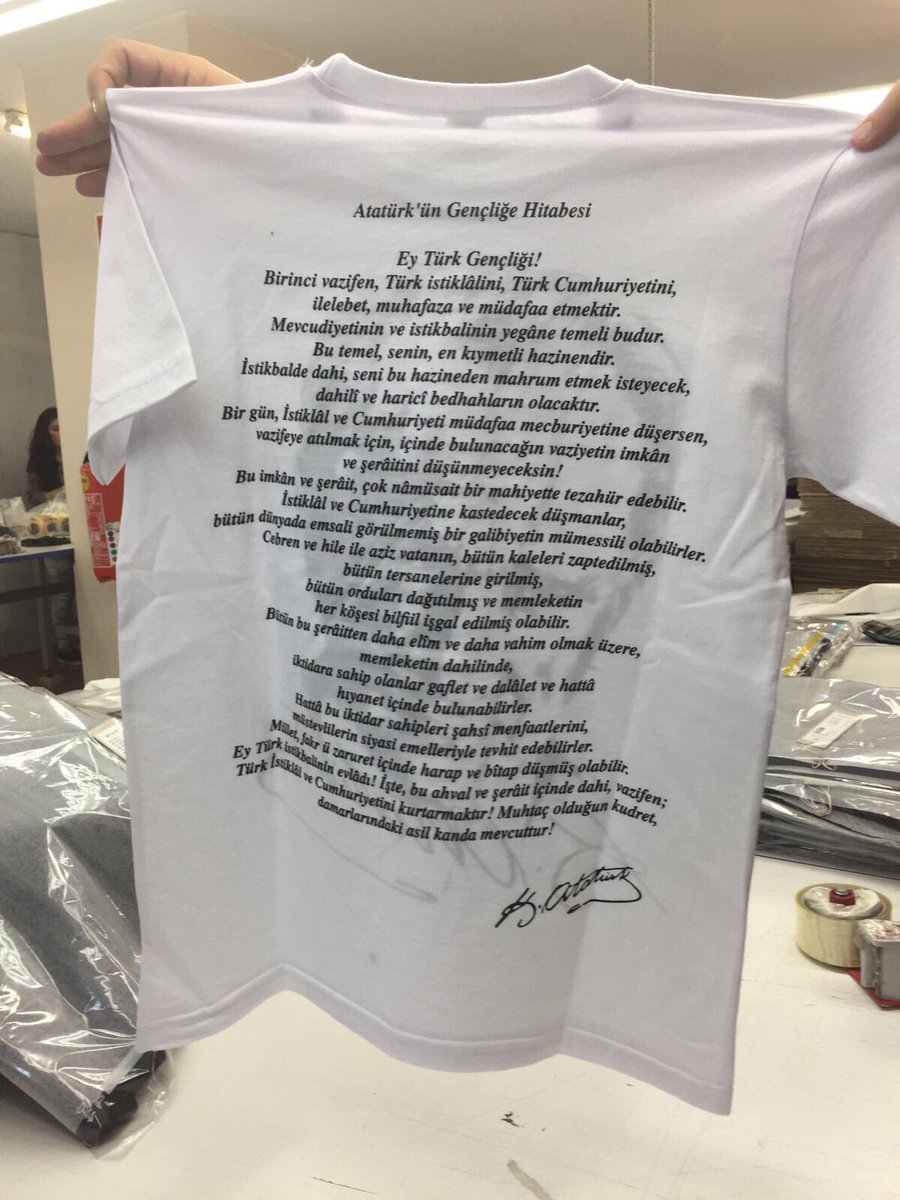 Atatürk'ün Gençliğe Hitabesi
Ey Türk Gençliği!
Birinci vazifen, Türk istiklâlini, Türk Cumhuriyetini,
ilelebet, muhafaza ve müdafaa etmektir.
Mevcudiyetinin ve istikbalinin yegâne temeli budur.
Bu temel, senin, en kıymetli hazinendir.
İstikbalde dahi, seni bu hazineden mahrum etmek isteyecek,
dahilî ve haricî bedhahların olacaktır.
Bir gün, İstiklâl ve Cumhuriyeti müdafaa mecburiyetine düşersen,
vazifeye atılmak için, içinde bulunacağın vaziyetin imkân
ve şerâitini düşünmeyeceksin!
Bu imkân ve şerâit, çok nâmüsait bir mahiyette tezahür edebilir.
İstiklâl ve Cumhuriyetine kastedecek düşmanlar,
bütün dünyada emsali görülmemiş bir galibiyetin mümessili olabilirler.
Cebren ve hile ile aziz vatanın, bütün kaleleri zaptedilmiş,
bütün tersanelerine girilmiş,
bütün orduları dağıtılmış ve memleketin
her köşesi bilfiil işgal edilmiş olabilir.
Bütün bu şerâitten daha elîm ve daha vahim olmak üzere,
memleketin dahilinde,
iktidara sahip olanlar gaflet ve dalâlet ve hattâ
hıyanet içinde bulunabilirler.
Hattâ bu iktidar sahipleri şahsî menfaatlerini,
müstevlilerin siyasi emelleriyle tevhit edebilirler.
Millet, fakr ü zaruret içinde harap ve bîtap düşmüş olabilir.
Ey Türk istikbalinin evlâdı! İşte, bu ahval ve şerâit içinde dahi, vazifen;
Türk İstiklâl ve Cumhuriyetini kurtarmaktır! Muhtaç olduğun kudret,
damarlarındaki asil kanda mevcuttur!
K. Atatürk